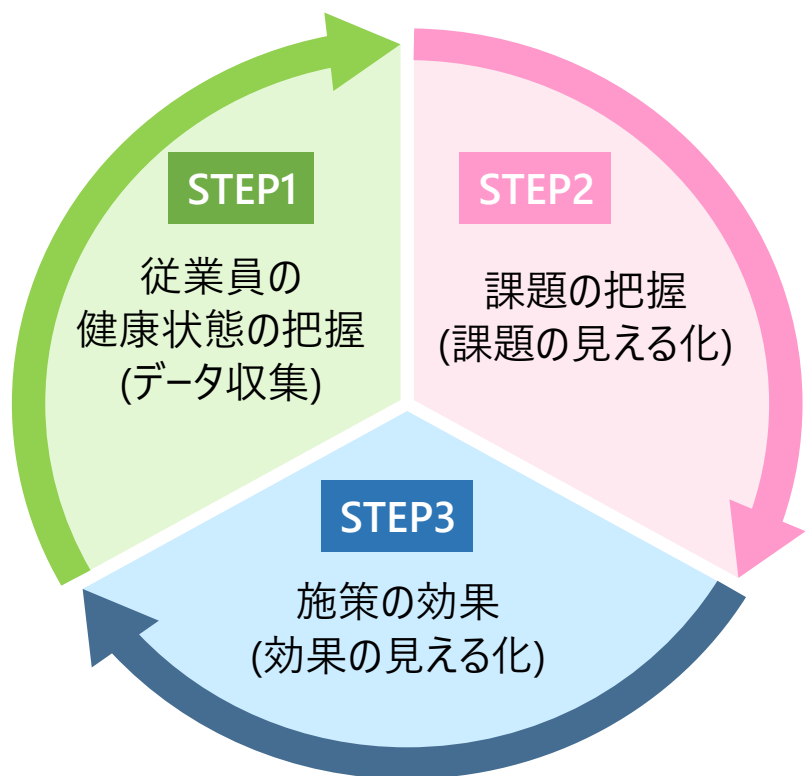 STEP1
従業員の
健康状態の把握
(データ収集)
STEP2
課題の把握
(課題の見える化)
STEP3
施策の効果
(効果の見える化)